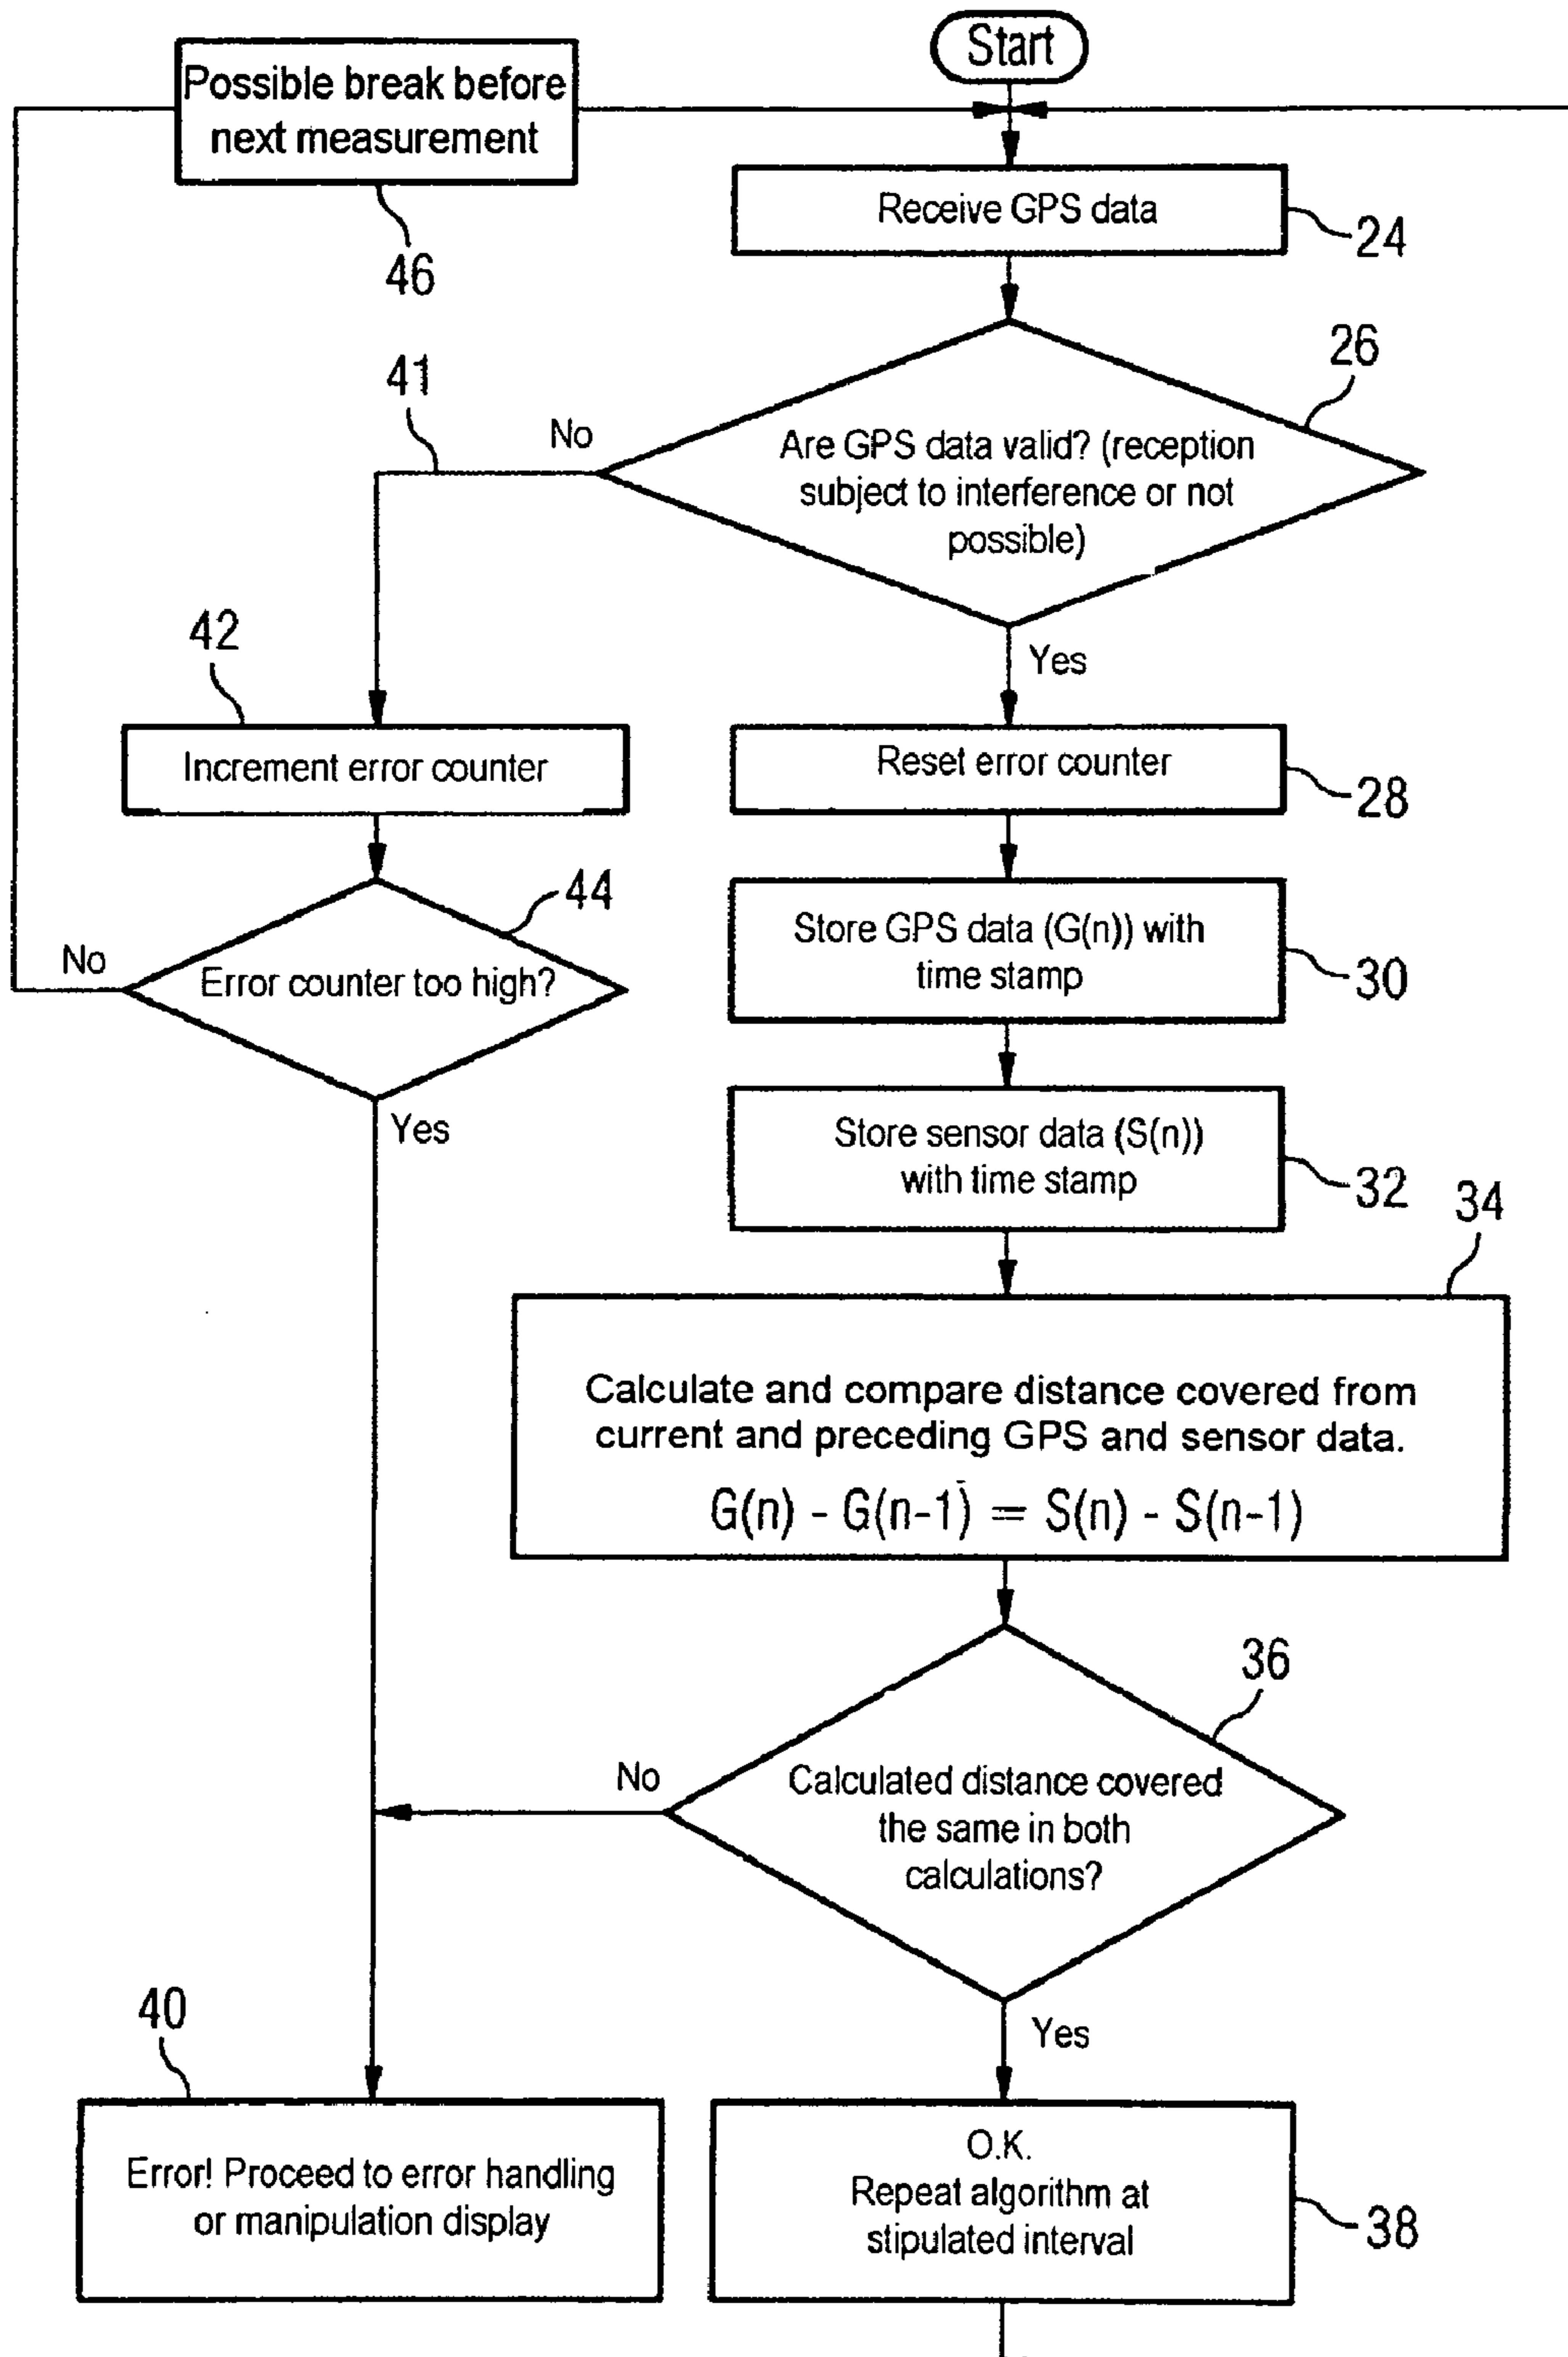 Start
Possible break before
next measurement
46
Receive GPS data
24
26
Are GPS data valid? (reception
subject to interference or not
possible)
No
41
Yes
42
Increment error counter
Reset error counter
28
44
Error counter too high?
No
Yes
Store GPS data (G(n)) with
time stamp
30
Store sensor data (S(n))
with time stamp
32
34
Calculate and compare distance covered from
current and preceding GPS and sensor data.
G(n) - G(n-1) = S(n) - S(n-1)
36
Calculated distance covered
the same in both
calculations?
No
Yes
40
Error! Proceed to error handling
or manipulation display
O.K.
Repeat algorithm at
stipulated interval
38